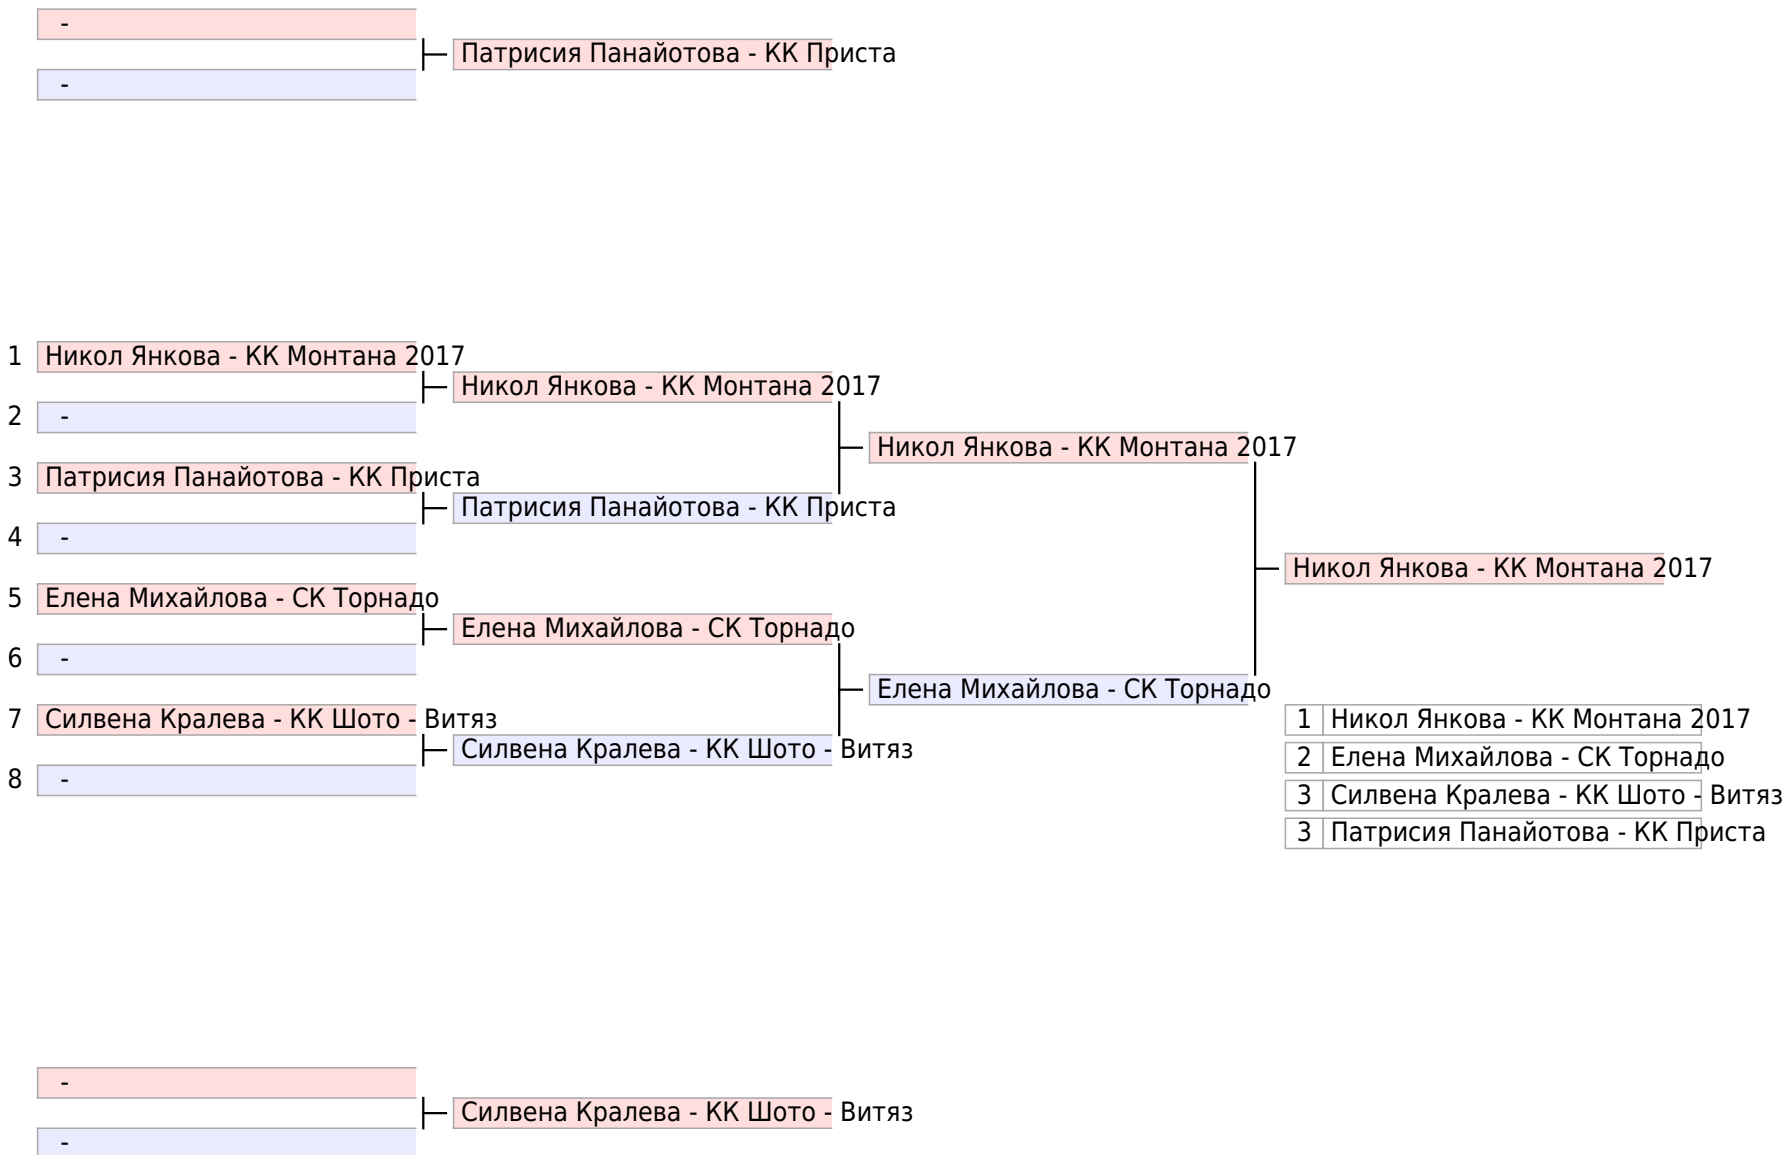 -
Патрисия Панайотова - КК Приста
-
1 Никол Янкова - КК Монтана 2017
Никол Янкова - КК Монтана 2017
2 -
Никол Янкова - КК Монтана 2017
3 Патрисия Панайотова - КК Приста
Патрисия Панайотова - КК Приста
4 -
Никол Янкова - КК Монтана 2017
5 Елена Михайлова - СК Торнадо
Елена Михайлова - СК Торнадо
6 -
Елена Михайлова - СК Торнадо
7 Силвена Кралева - КК Шото - Витяз
Силвена Кралева - КК Шото - Витяз
8 -
1 Никол Янкова - КК Монтана 2017
2 Елена Михайлова - СК Торнадо
3 Силвена Кралева - КК Шото - Витяз
3 Патрисия Панайотова - КК Приста
-
Силвена Кралева - КК Шото - Витяз
-